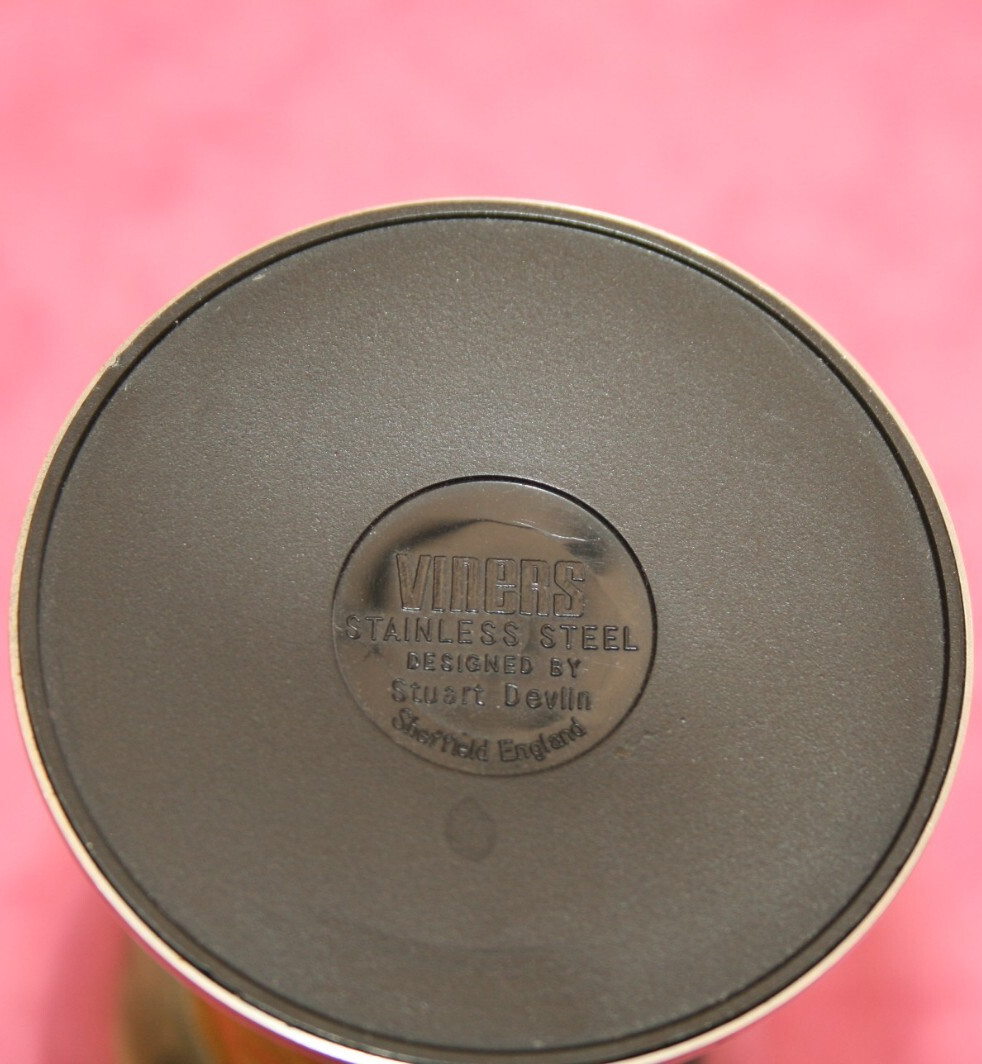 VINERS
STAINLESS STEEL
DESIGNED BY
Stuart Devlin
Sheffield England